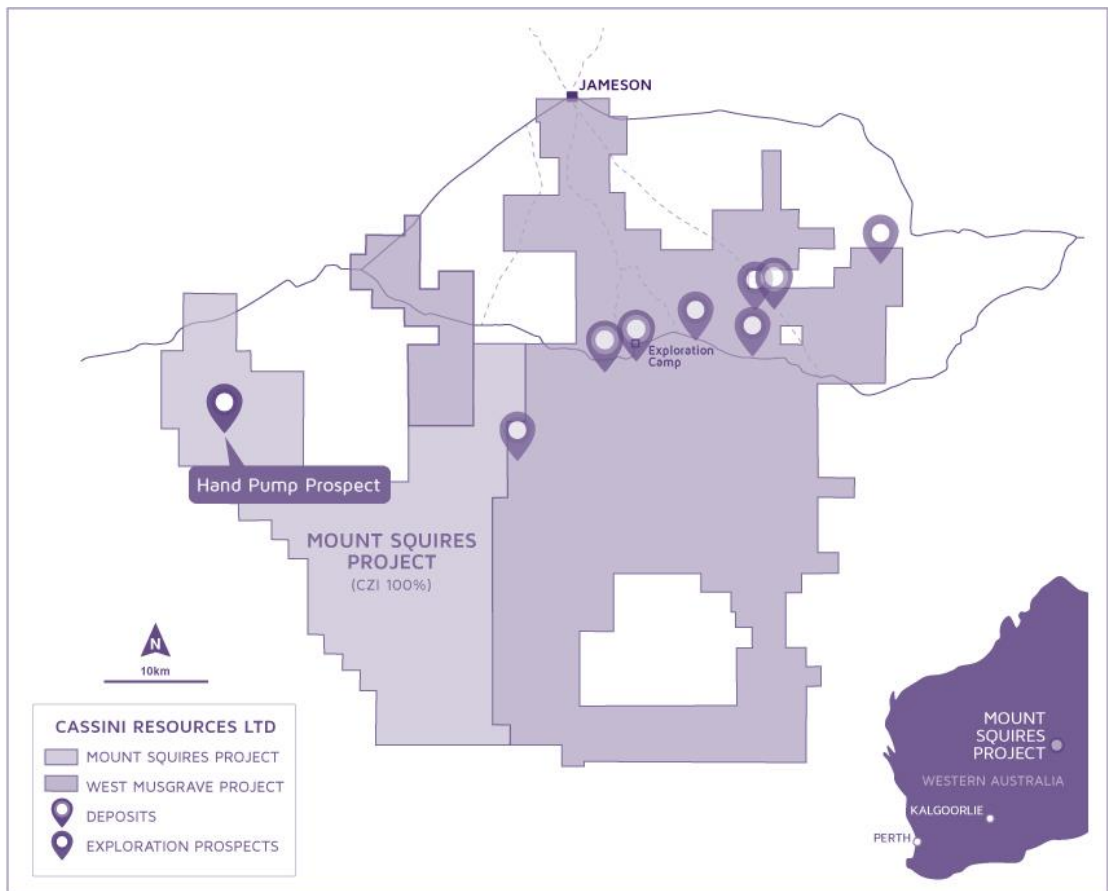 JAMESON
Exploration
Camp
Hand Pump Prospect
MOUNT SQUIRES
PROJECT
(CZI 100%)
N
10km
CASSINI RESOURCES LTD
MOUNT SQUIRES PROJECT
WEST MUSGRAVE PROJECT
DEPOSITS
EXPLORATION PROSPECTS
MOUNT
SQUIRES
PROJECT
WESTERN AUSTRALIA
KALGOORLIE
PERTH